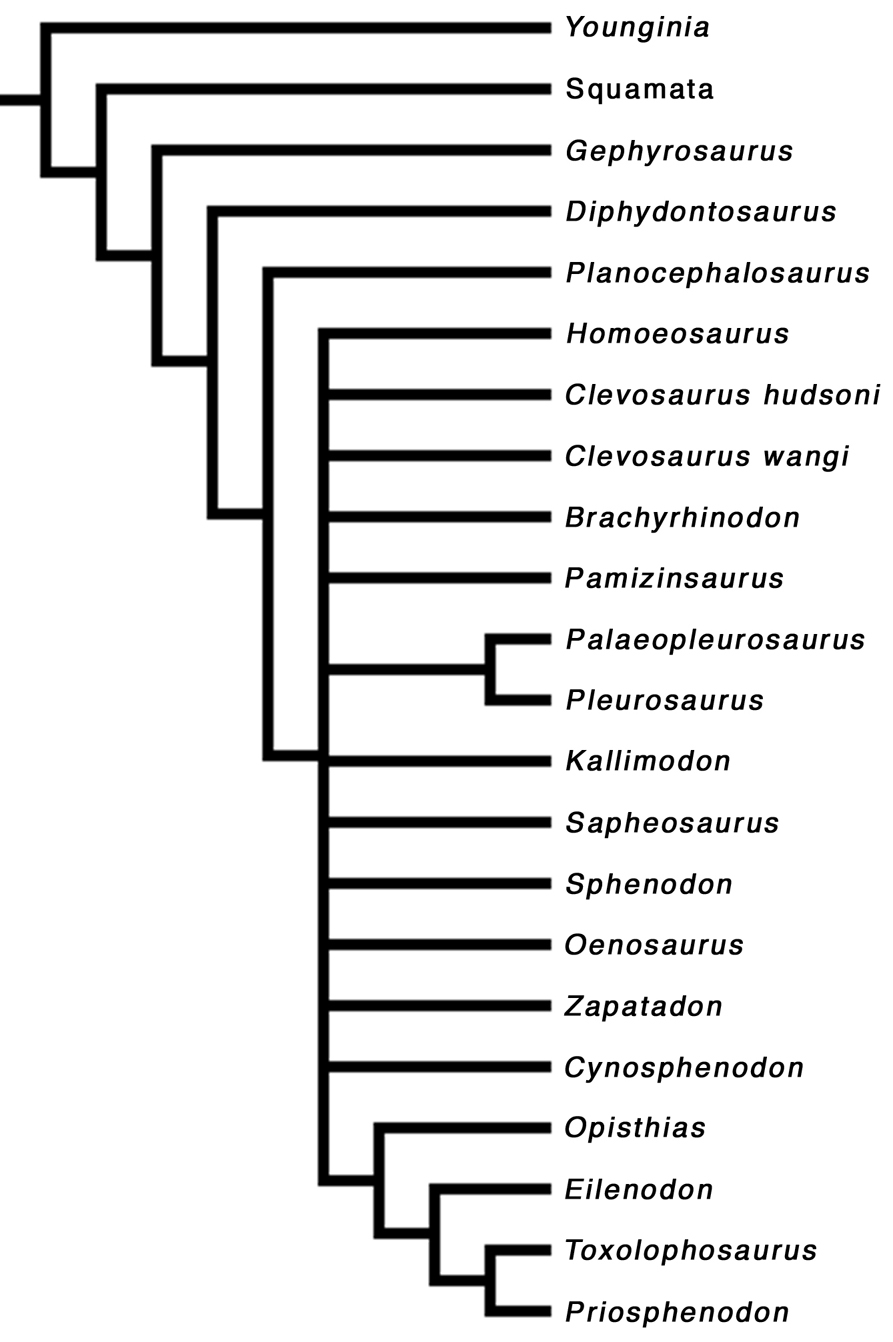 Younginia
Squamata
Gephyrosaurus
Diphydontosaurus
Planocephalosaurus
Homoeosaurus
Clevosaurus hudsoni
Clevosaurus wangi
Brachyrhinodon
Pamizinsaurus
Palaeopleurosaurus
Pleurosaurus
Kallimodon
Sapheosaurus
Sphenodon
Oenosaurus
Zapatadon
Cynosphenodon
Opisthias
Eilenodon
Toxolophosaurus
Priosphenodon